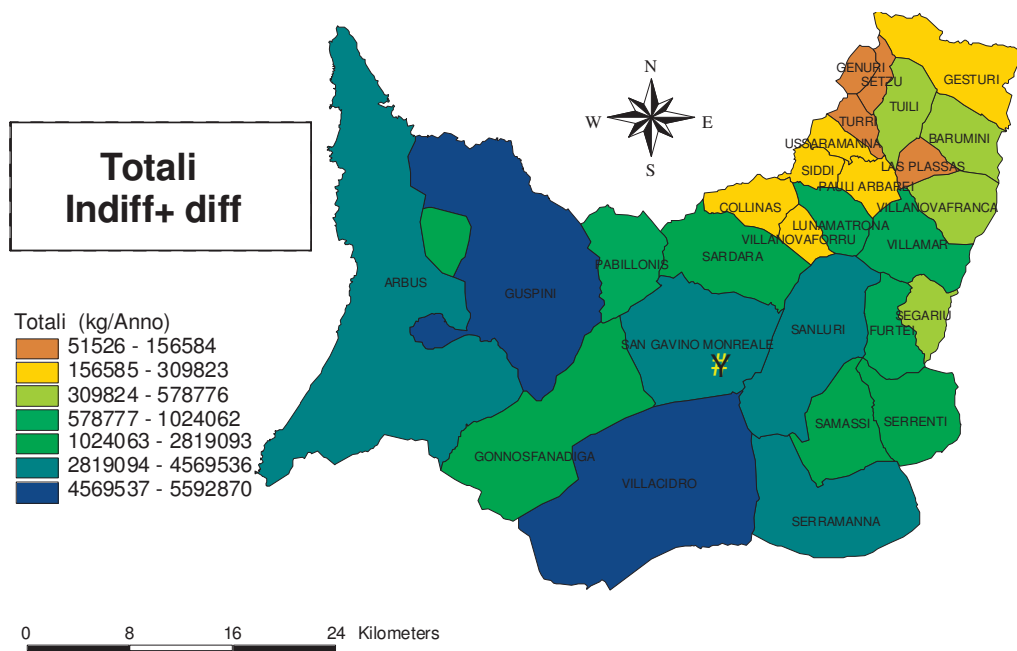 Totali
Indiff+ diff
N
W
E
S
GENURI
SETZU
GESTURI
TUILI
TURRI
BARUMINI
USSARAMANNA
LAS PLASSAS
SIDDI
PAULI ARBAREI
COLLINAS
VILLANOVAFRANCA
LUNAMATRONA
VILLANOVAFORRU
VILLAMAR
SARDARA
PABILLONIS
ARBUS
GUSPINI
SEGARIU
SANLURI
FURTEI
SAN GAVINO MONREALE
SAMASSI
SERRENTI
GONNOSFANADIGA
VILLACIDRO
SERRAMANNA
Totali (kg/Anno)
51526 - 156584
156585 - 309823
309824 - 578776
578777 - 1024062
1024063 - 2819093
2819094 - 4569536
4569537 - 5592870
0 8 16 24 Kilometers